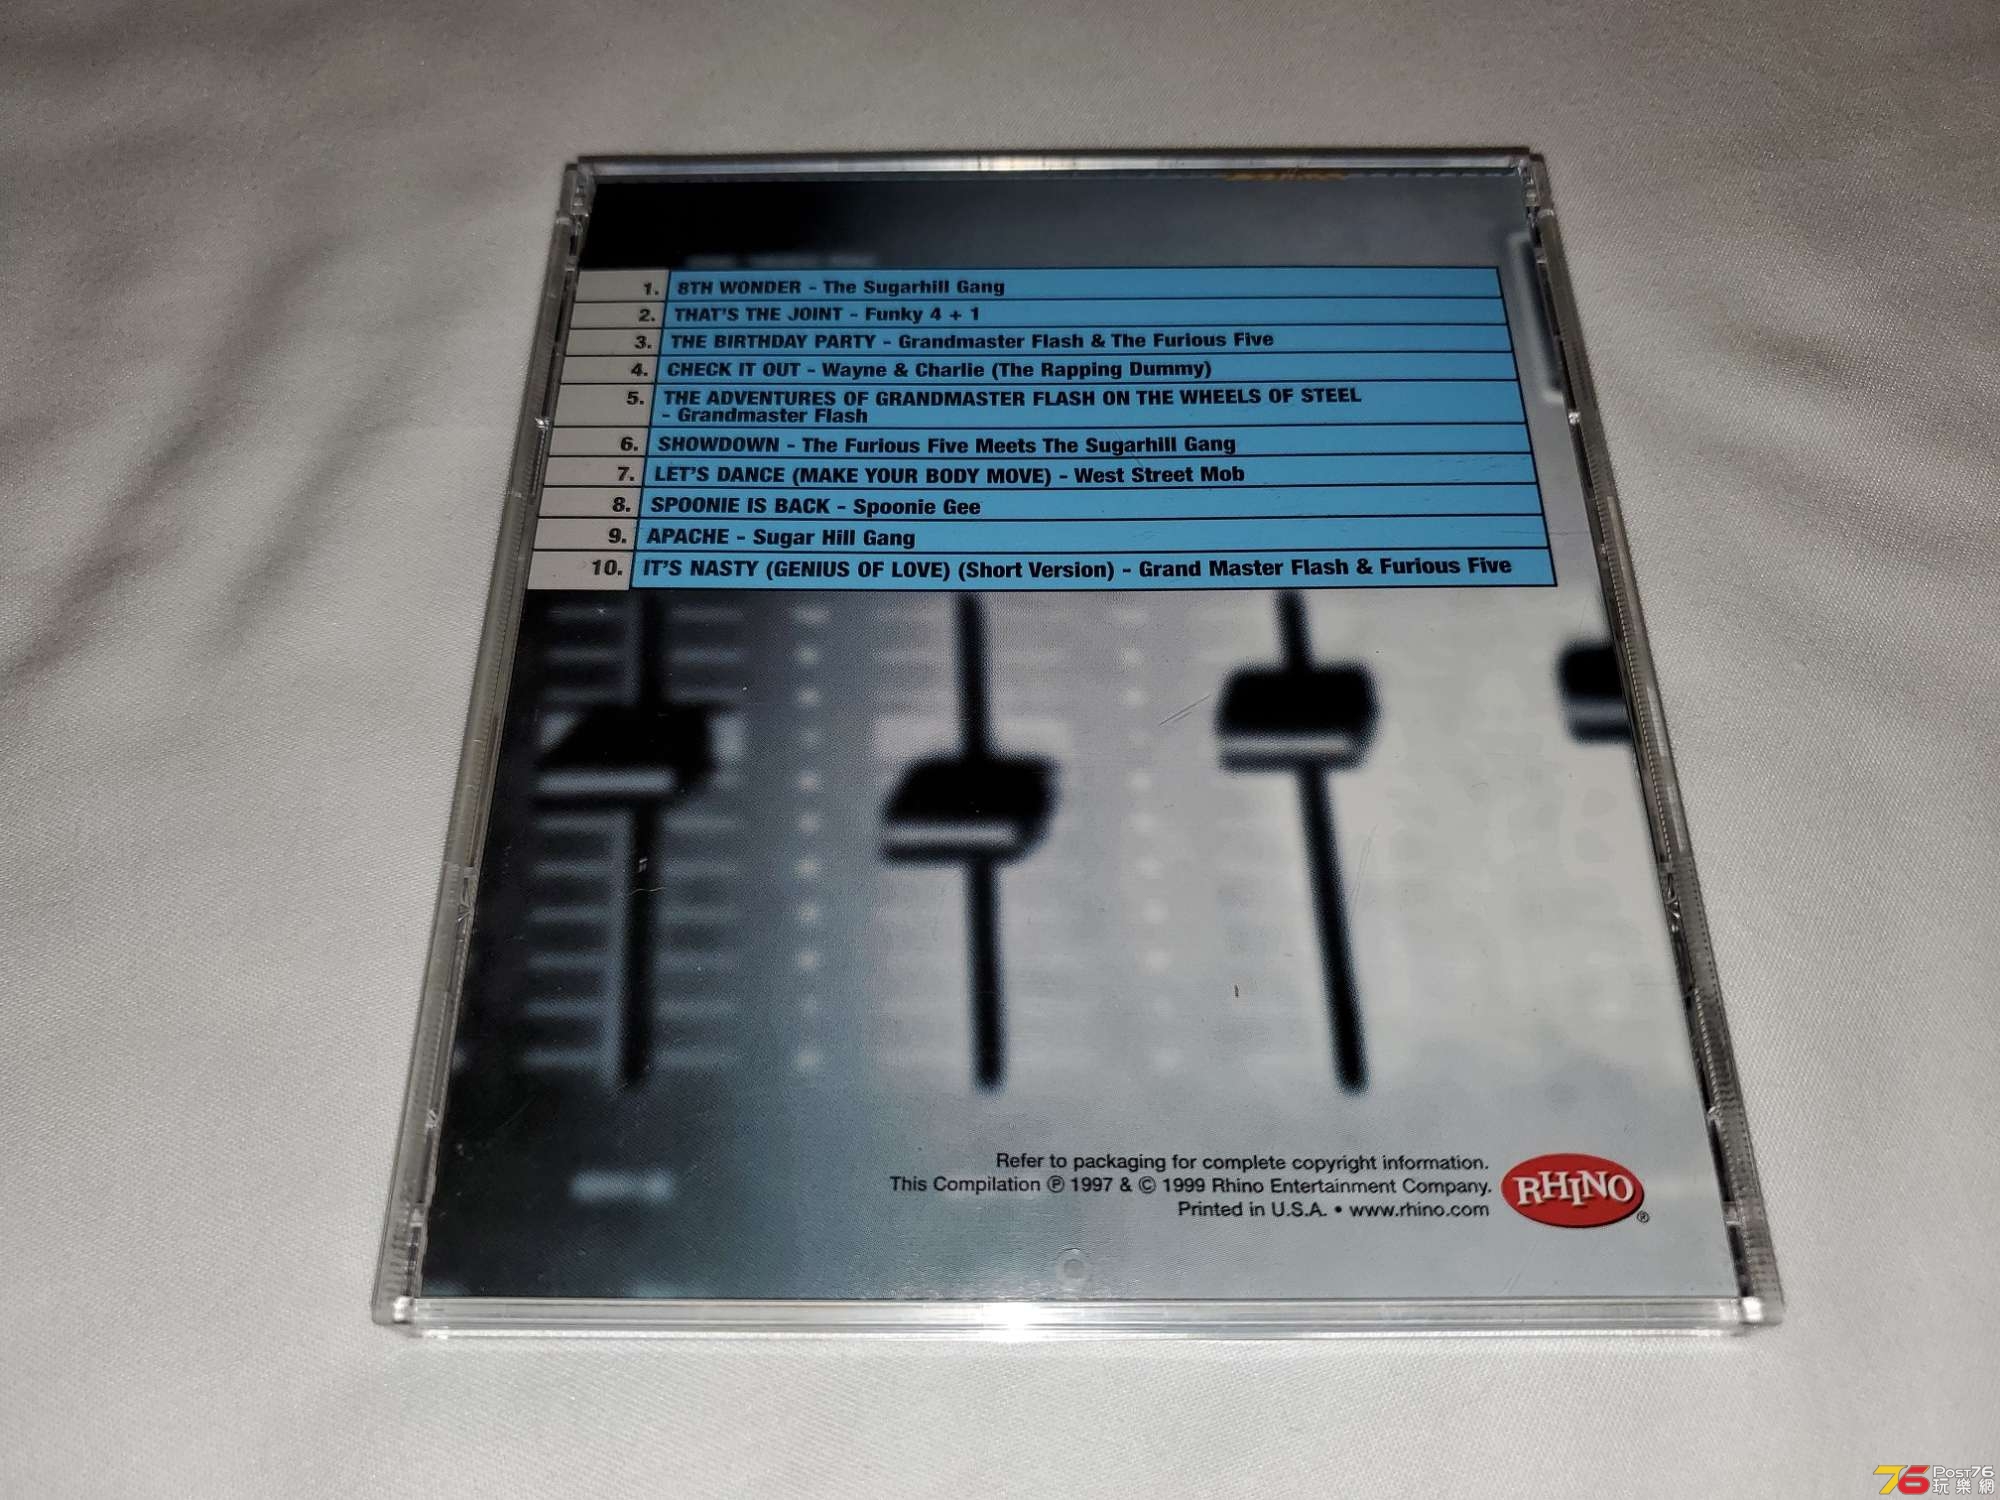 1. 8TH WONDER - The Sugarhill Gang
2. THAT'S THE JOINT - Funky 4 + 1
3. THE BIRTHDAY PARTY - Grandmaster Flash & The Furious Five
4. CHECK IT OUT - Wayne & Charlie (The Rapping Dummy)
5. THE ADVENTURES OF GRANDMASTER FLASH ON THE WHEELS OF STEEL
- Grandmaster Flash
6. SHOWDOWN - The Furious Five Meets The Sugarhill Gang
7. LET'S DANCE (MAKE YOUR BODY MOVE) - West Street Mob
8. SPOONIE IS BACK - Spoonie Gee
9. APACHE - Sugar Hill Gang
10. IT'S NASTY (GENIUS OF LOVE) (Short Version) - Grand Master Flash & Furious Five
Refer to packaging for complete copyright information.
This Compilation ℗ 1997 & © 1999 Rhino Entertainment Company.
Printed in U.S.A. • www.rhino.com
RHINO®
76 Post76
玩樂網